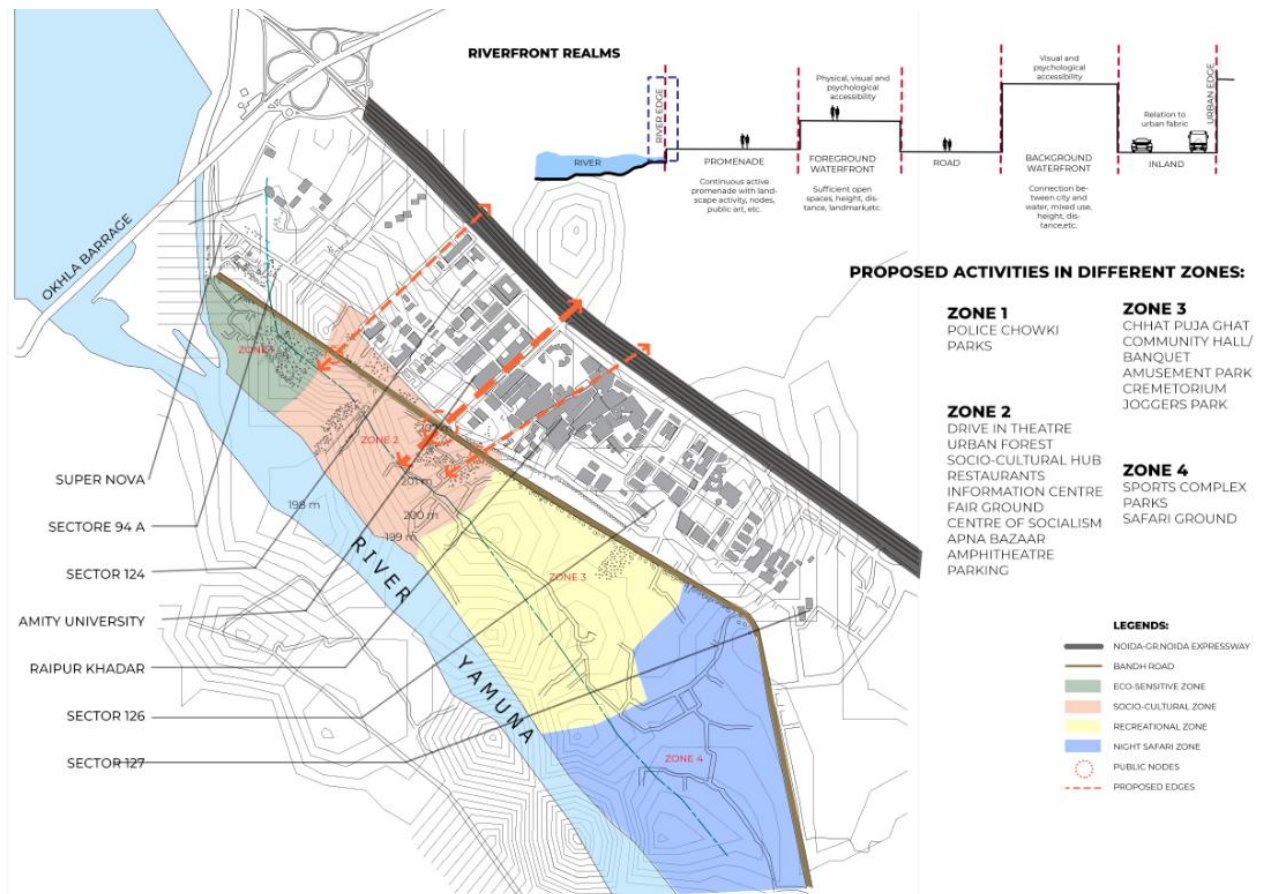 RIVERFRONT REALMS
Physical, visual and
psychological
accessibility
Visual and
psychological
accessibility
RIVER EDGE
URBAN EDGE
Relation to
urban fabric
RIVER
PROMENADE
FOREGROUND
WATERFRONT
ROAD
BACKGROUND
WATERFRONT
INLAND
Continuous active
promenade with land-
scape activity, nodes,
public art, etc.
Sufficient open
spaces, height, dis-
tance, landmark,etc.
Connection be-
tween city and
water, mixed use,
height, dis-
tance,etc.
OKHLA BARRAGE
PROPOSED ACTIVITIES IN DIFFERENT ZONES:
ZONE 1
POLICE CHOWKI
PARKS
ZONE 2
DRIVE IN THEATRE
URBAN FOREST
SOCIO-CULTURAL HUB
RESTAURANTS
INFORMATION CENTRE
FAIR GROUND
CENTRE OF SOCIALISM
APNA BAZAAR
AMPHITHEATRE
PARKING
ZONE 3
CHHAT PUJA GHAT
COMMUNITY HALL/
BANQUET
AMUSEMENT PARK
CREMETORIUM
JOGGERS PARK
ZONE 4
SPORTS COMPLEX
PARKS
SAFARI GROUND
ZONE 2
201 m
200 m
199 m
198 m
ZONE 3
ZONE 4
RIVER
YAMUNA
SUPER NOVA
SECTORE 94 A
SECTOR 124
AMITY UNIVERSITY
RAIPUR KHADAR
SECTOR 126
SECTOR 127
LEGENDS:
NOIDA-GR.NOIDA EXPRESSWAY
BANDH ROAD
ECO-SENSITIVE ZONE
SOCIO-CULTURAL ZONE
RECREATIONAL ZONE
NIGHT SAFARI ZONE
PUBLIC NODES
PROPOSED EDGES